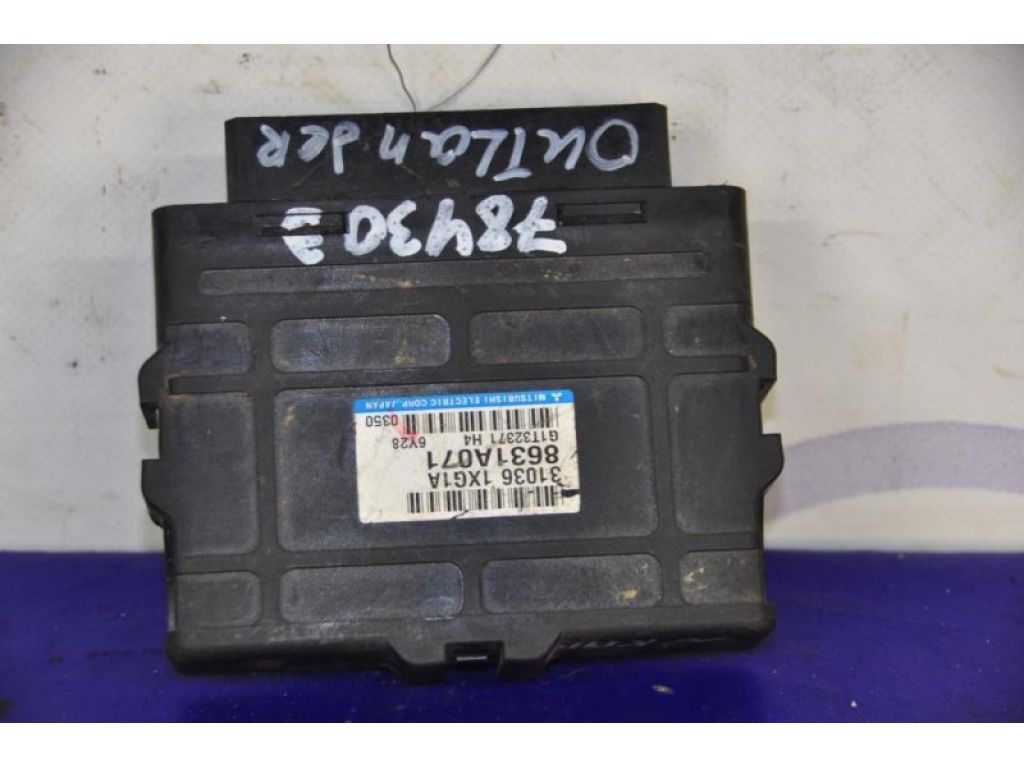 31036 1XG1A
8631A071
G1T32371 H4 6Y28
0350
MITSUBISHI ELECTRIC CORP. JAPAN
OuTLandeR